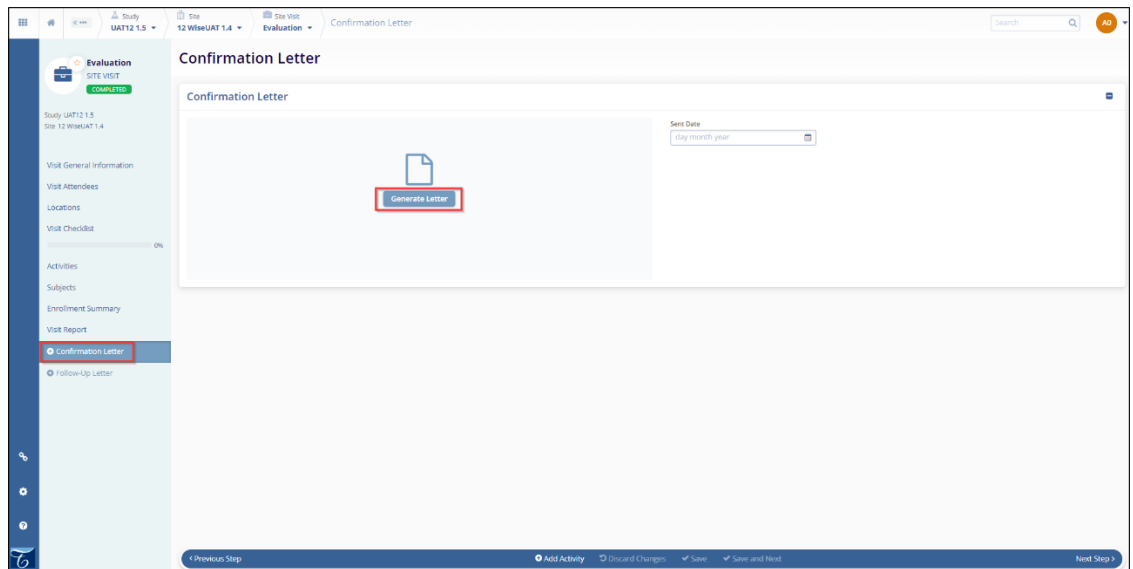 Study
UAT12 1.5
Site
12 WiseUAT 1.4
Site Visit
Evaluation
Confirmation Letter
Search
AO
Evaluation
SITE VISIT
COMPLETED
Study UAT12 1.5
Site 12 WiseUAT 1.4
Visit General Information
Visit Attendees
Locations
Visit Checklist
0%
Activities
Subjects
Enrollment Summary
Visit Report
Confirmation Letter
Follow-Up Letter
Confirmation Letter
Confirmation Letter
Generate Letter
Sent Date
day month year
Previous Step
Add Activity
Discard Changes
Save
Save and Next
Next Step